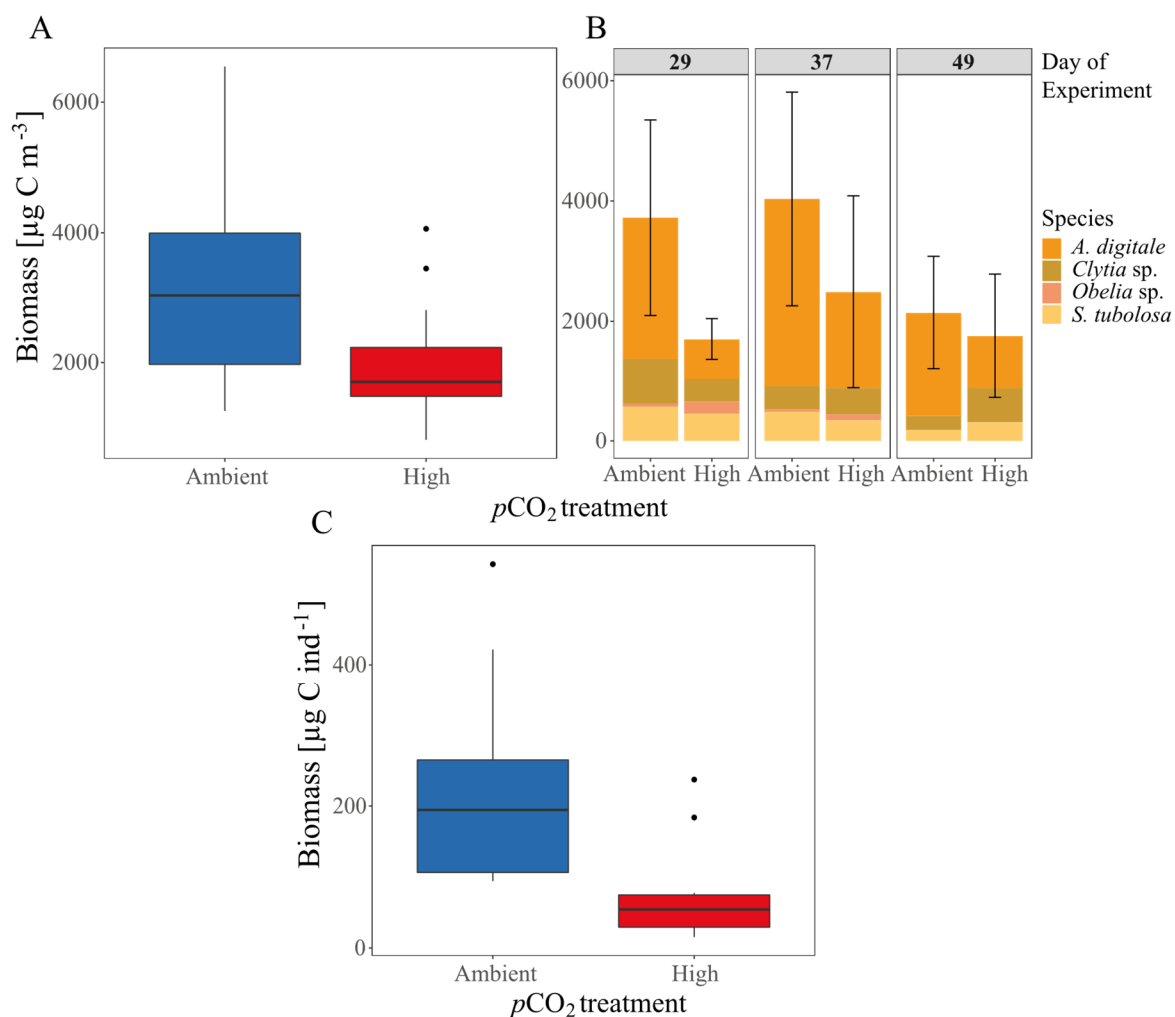 A
Biomass [µg C m⁻³]
6000
4000
2000
Ambient High
B
29 37 49
Day of
Experiment
6000
4000
2000
0
Species
A. digitale
Clytia sp.
Obelia sp.
S. tubolosa
Ambient High Ambient High Ambient High
pCO₂ treatment
C
Biomass [µg C ind⁻¹]
400
200
0
Ambient High
pCO₂ treatment